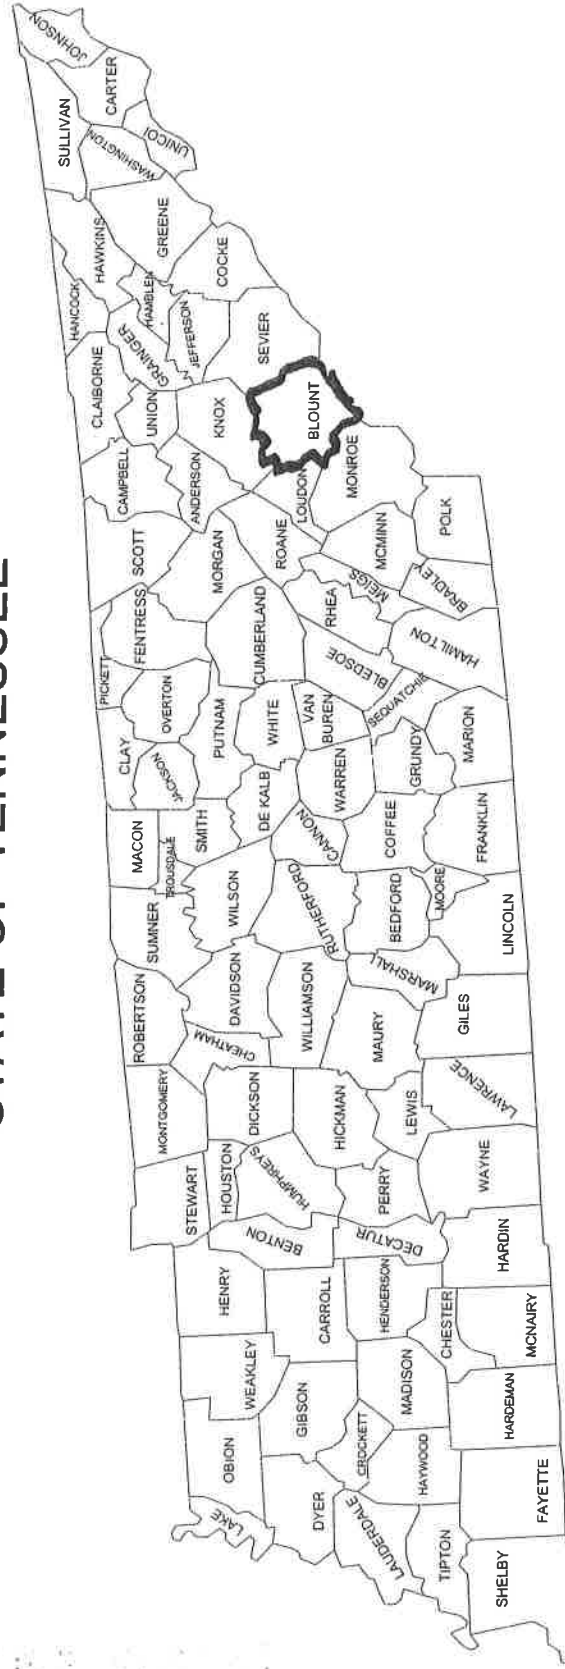 STATE OF TENNESSEE
LAKE
OBION
WEAKLEY
HENRY
STEWART
MONTGOMERY
ROBERTSON
SUMNER
MACON
TROUSDALE
CLAY
PICKETT
JACKSON
OVERTON
FENTRESS
SCOTT
CAMPBELL
CLAIBORNE
HANCOCK
HAWKINS
SULLIVAN
JOHNSON
CARTER
WASHINGTON
UNICOI
GREENE
HAMBLEN
GRAINGER
UNION
ANDERSON
MORGAN
KNOX
JEFFERSON
COCKE
SEVIER
BLOUNT
DYER
GIBSON
CARROLL
BENTON
HOUSTON
HUMPHREYS
DICKSON
CHEATHAM
DAVIDSON
WILSON
SMITH
PUTNAM
DE KALB
WHITE
CUMBERLAND
ROANE
LOUDON
MONROE
LAUDERDALE
CROCKETT
HAYWOOD
MADISON
HENDERSON
DECATUR
PERRY
HICKMAN
WILLIAMSON
RUTHERFORD
CANNON
WARREN
VAN
BUREN
BLEDSOE
RHEA
MEIGS
MCMINN
TIPTON
CHESTER
LEWIS
MAURY
MARSHALL
BEDFORD
COFFEE
GRUNDY
SEQUATCHIE
HAMILTON
BRADLEY
POLK
SHELBY
FAYETTE
HARDEMAN
MCNAIRY
HARDIN
WAYNE
LAWRENCE
GILES
LINCOLN
MOORE
FRANKLIN
MARION